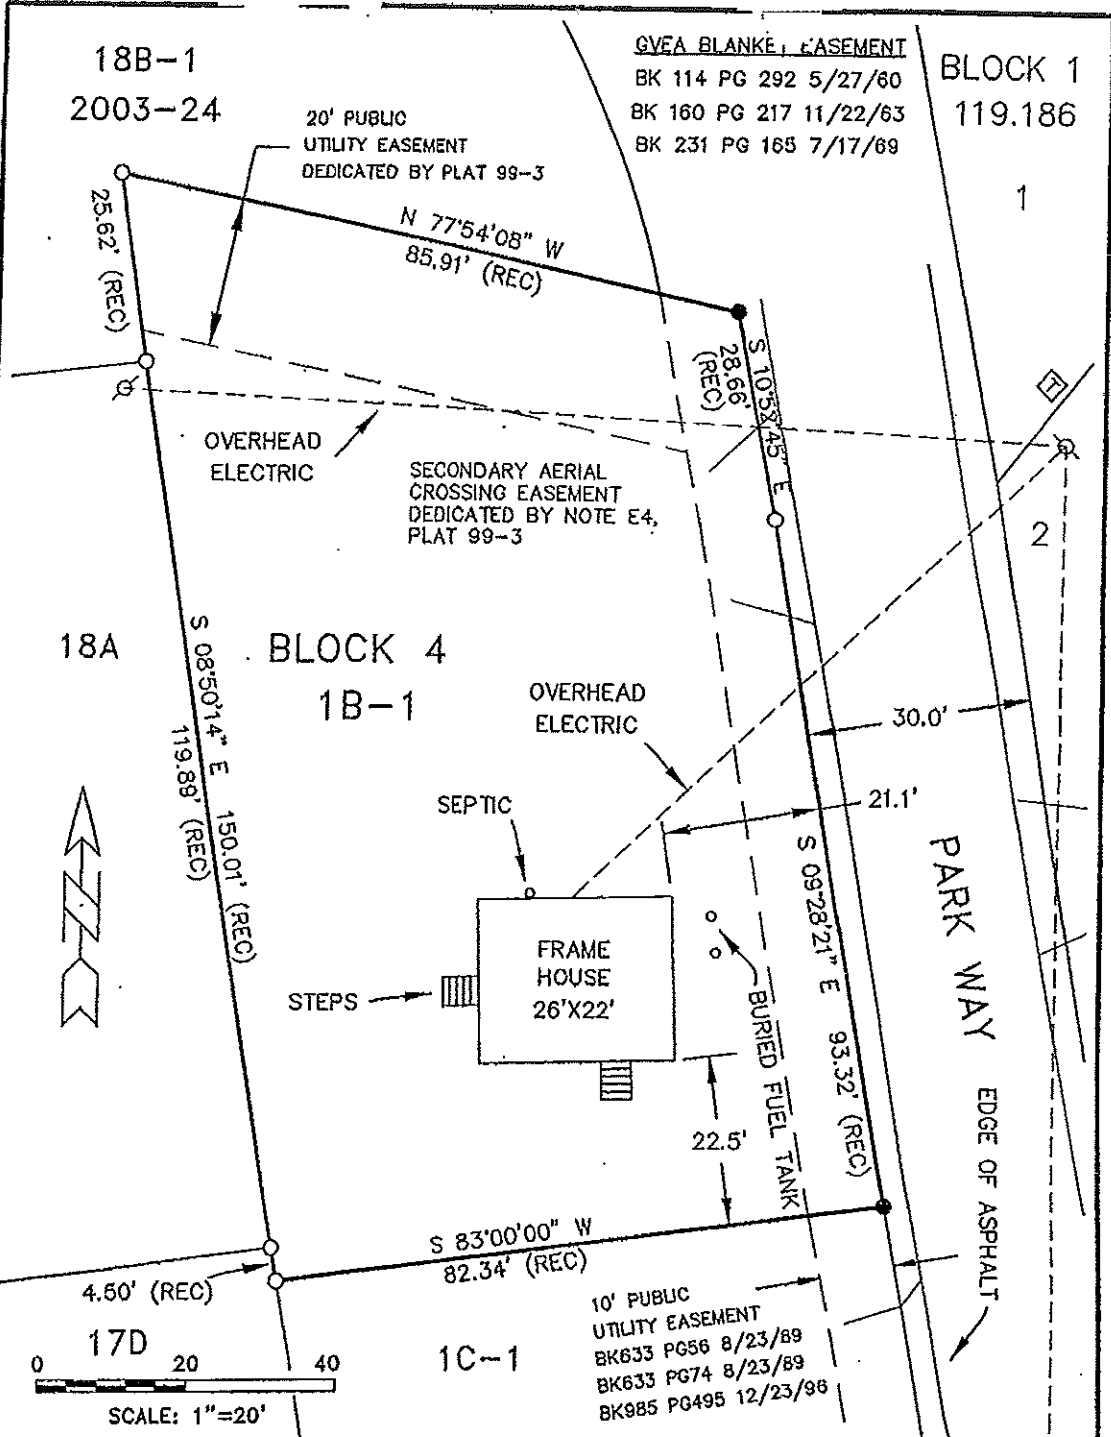 18B-1
2003-24
20' PUBLIC
UTILITY EASEMENT
DEDICATED BY PLAT 99-3
GVEA BLANKET EASEMENT
BK 114 PG 292 5/27/60
BK 160 PG 217 11/22/63
BK 231 PG 165 7/17/69
BLOCK 1
119.186
1
25.62' (REC)
N 77°54'08" W
85.91' (REC)
S 10°52'45" E
28.66'
(REC)
T
OVERHEAD
ELECTRIC
SECONDARY AERIAL
CROSSING EASEMENT
DEDICATED BY NOTE E4,
PLAT 99-3
2
18A
BLOCK 4
1B-1
S 08°50'14" E 150.01' (REC)
119.89' (REC)
OVERHEAD
ELECTRIC
30.0'
21.1'
SEPTIC
S 09°28'21" E 93.32' (REC)
PARK WAY
N
FRAME
HOUSE
26'X22'
STEPS
BURIED FUEL TANK
22.5'
EDGE OF ASPHALT
S 83°00'00" W
82.34' (REC)
4.50' (REC)
10' PUBLIC
UTILITY EASEMENT
BK633 PG56 8/23/89
BK633 PG74 8/23/89
BK985 PG495 12/23/96
17D
1C-1
0 20 40
SCALE: 1"=20'